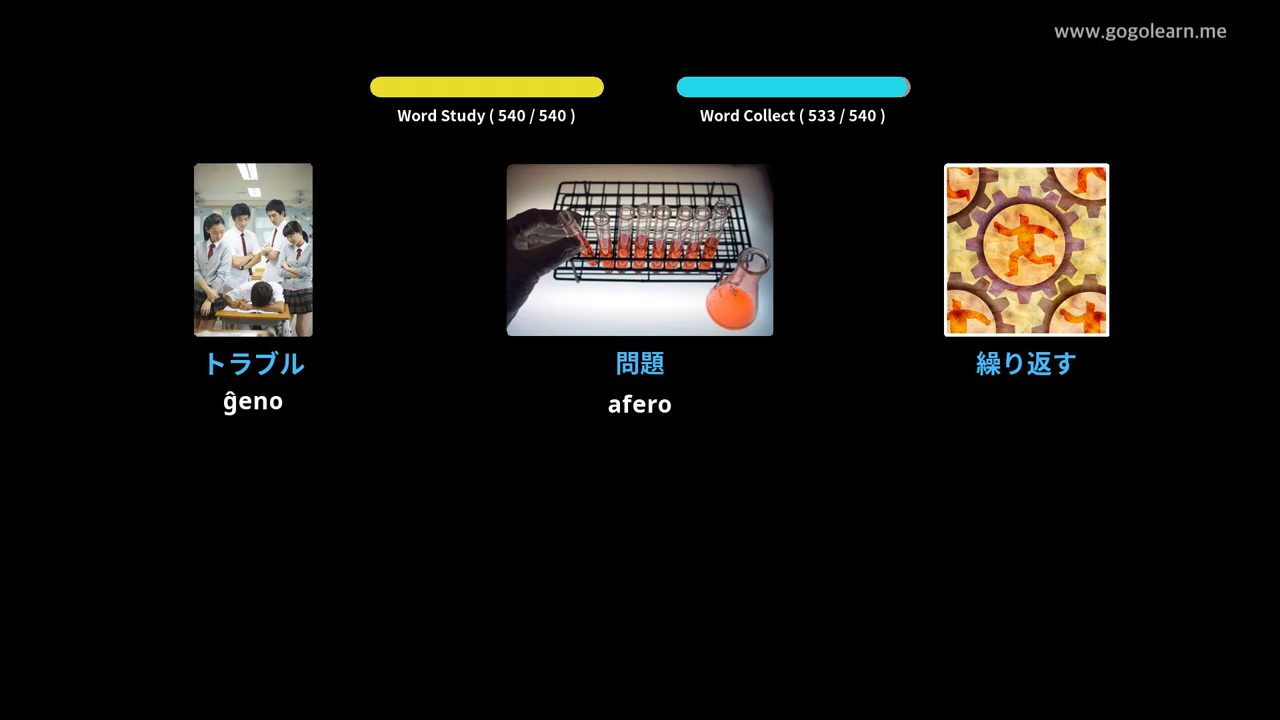 www.gogolearn.me
Word Study ( 540 / 540 )
Word Collect ( 533 / 540 )
トラブル
問題
繰り返す
ĝeno
afero